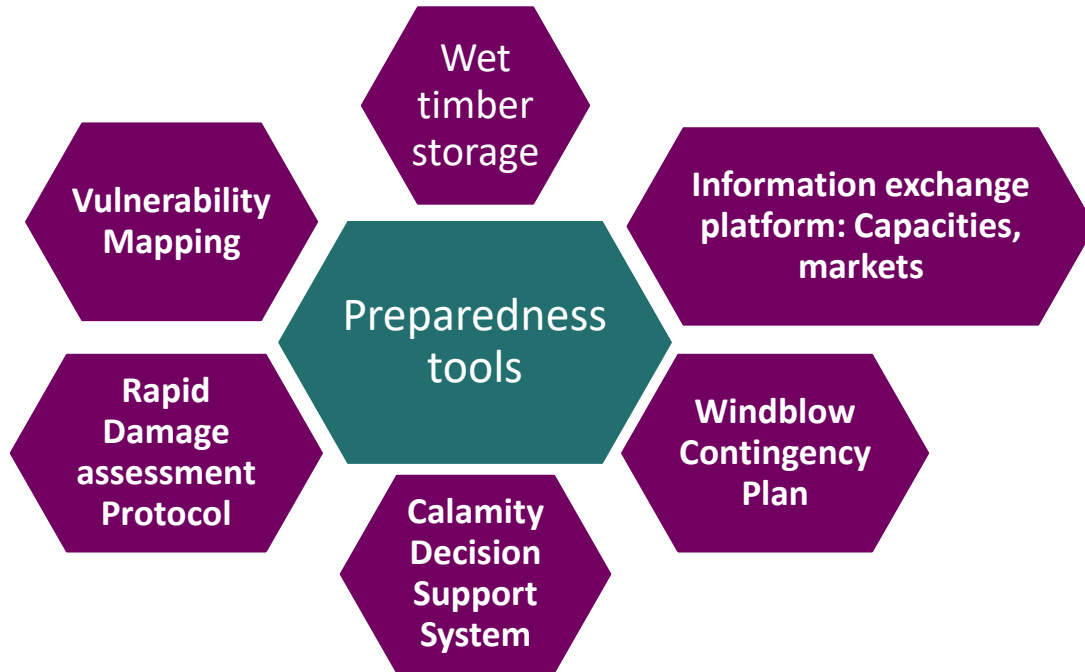 Wet
timber
storage
Vulnerability
Mapping
Information exchange
platform: Capacities,
markets
Preparedness
tools
Rapid
Damage
assessment
Protocol
Windblow
Contingency
Plan
Calamity
Decision
Support
System